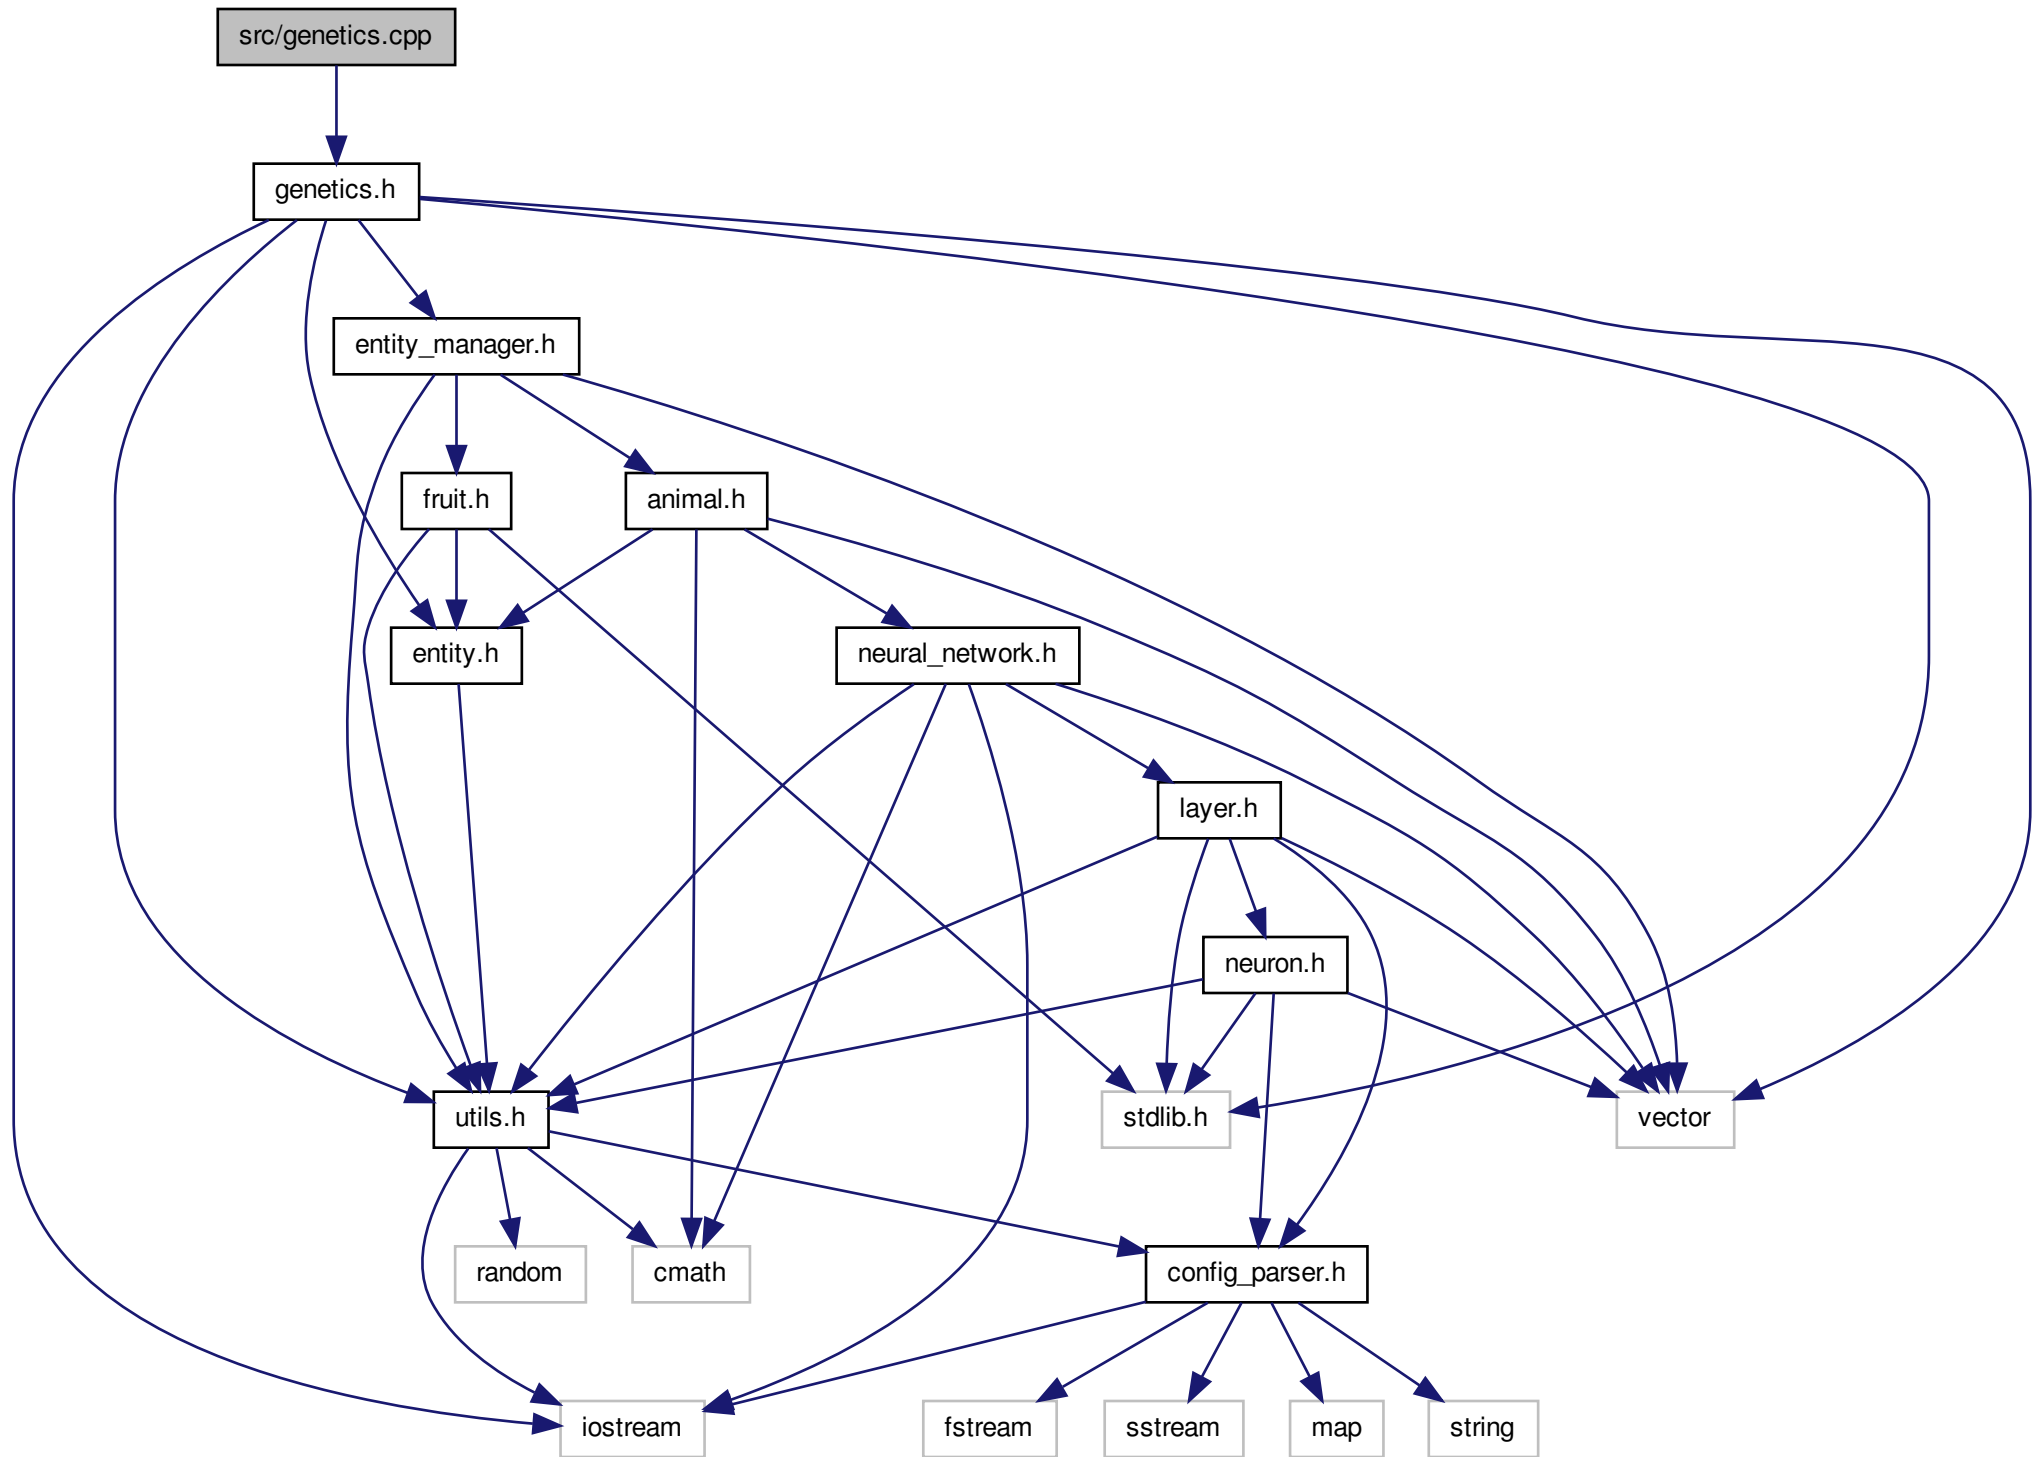 src/genetics.cpp
genetics.h
entity_manager.h
fruit.h
animal.h
entity.h
neural_network.h
layer.h
neuron.h
utils.h
stdlib.h
vector
random
cmath
config_parser.h
iostream
fstream
sstream
map
string